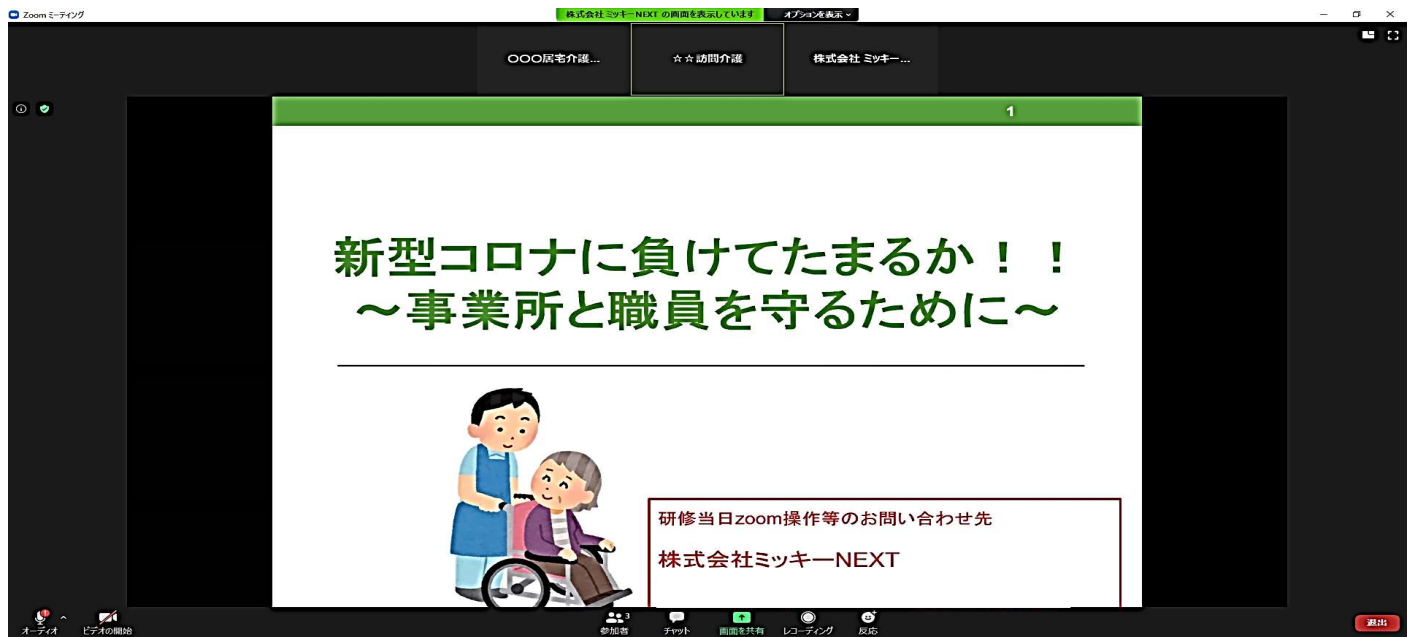 Zoom ミーティング
株式会社 ミッキーNEXT の画面を表示しています
オプションを表示
〇〇〇居宅介護...
☆☆訪問介護
株式会社 ミッキー...
1
新型コロナに負けてたまるか！！
～事業所と職員を守るために～
研修当日zoom操作等のお問い合わせ先
株式会社ミッキーNEXT
オーディオ
ビデオの開始
参加者
3
チャット
画面を共有
レコーディング
反応
退出